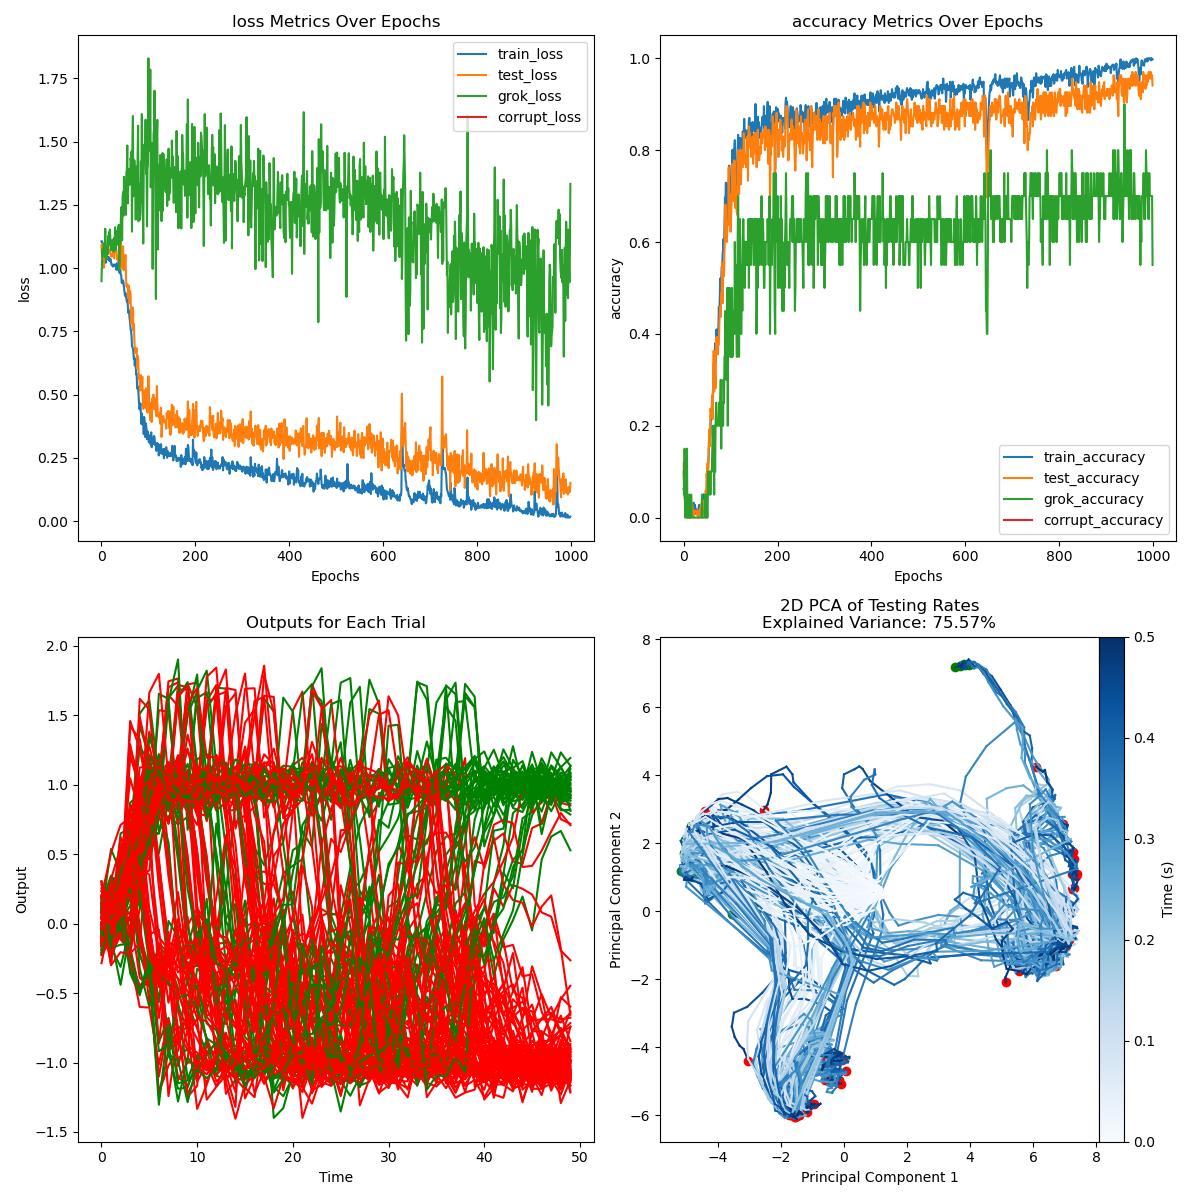 loss Metrics Over Epochs
train_loss
test_loss
grok_loss
corrupt_loss
1.75
1.50
1.25
1.00
0.75
0.50
0.25
0.00
loss
0 200 400 600 800 1000
Epochs
accuracy Metrics Over Epochs
1.0
0.8
0.6
0.4
0.2
0.0
accuracy
train_accuracy
test_accuracy
grok_accuracy
corrupt_accuracy
0 200 400 600 800 1000
Epochs
Outputs for Each Trial
2.0
1.5
1.0
0.5
0.0
−0.5
−1.0
−1.5
Output
0 10 20 30 40 50
Time
2D PCA of Testing Rates
Explained Variance: 75.57%
8
6
4
2
0
−2
−4
−6
Principal Component 2
−4 −2 0 2 4 6 8
Principal Component 1
0.5
0.4
0.3
0.2
0.1
0.0
Time (s)